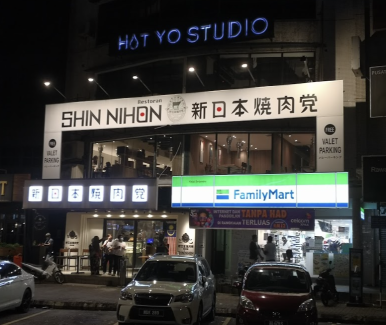 HOT YO STUDIO
Restoran
SHIN NIHON 新日本焼肉党
FREE
VALET
PARKING
FREE
VALET
PARKING
新日本焼肉党
FamilyMart
TANPA HAD
TERLUAS